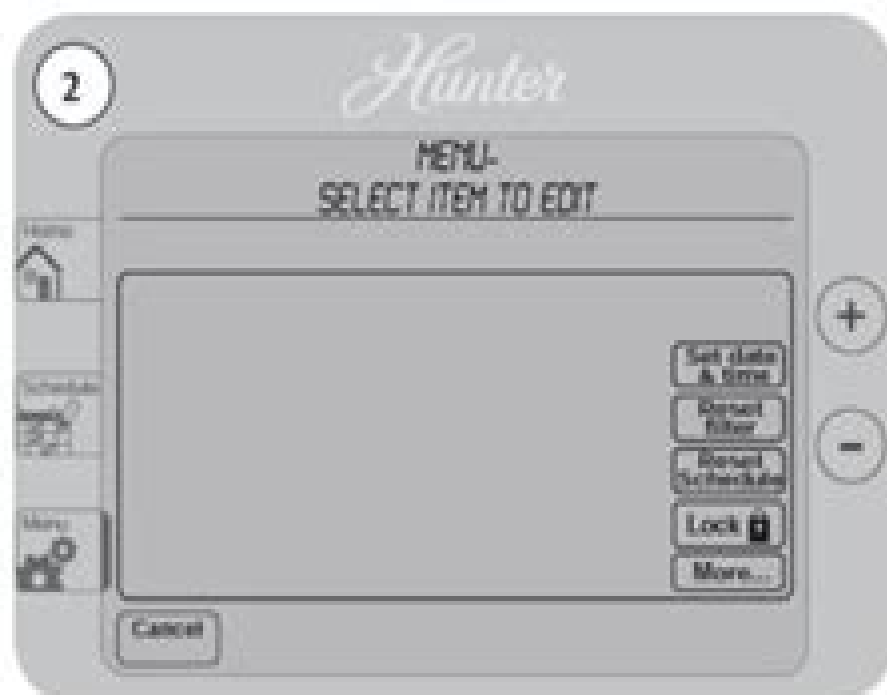 2
Hunter
MENU-
SELECT ITEM TO EDIT
Home
Schedule
Menu
Set date
& time
Reset
filter
Reset
Schedule
Lock
More...
Cancel
+
-